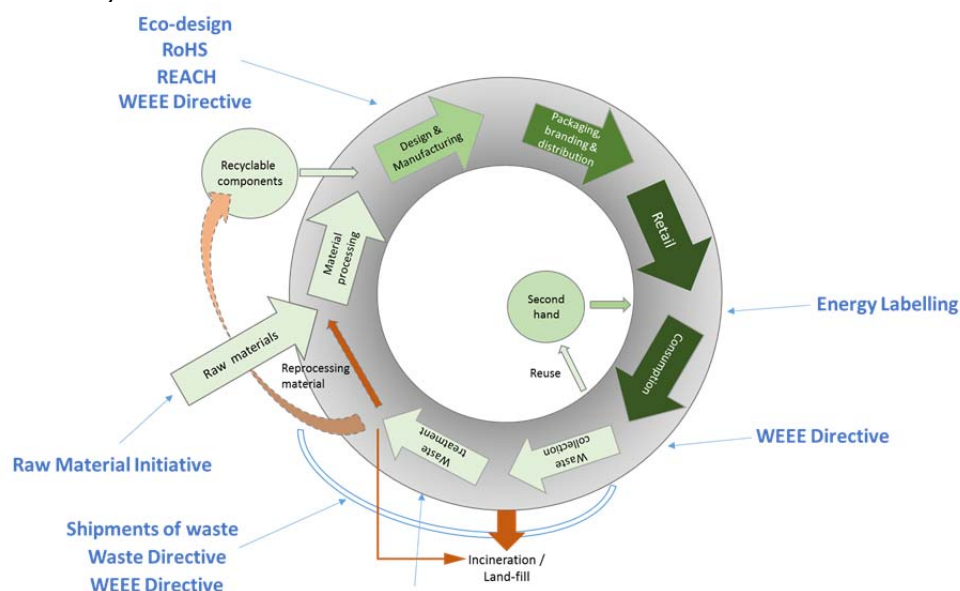 Eco-design
RoHS
REACH
WEEE Directive
Design &
Manufacturing
Packaging,
branding &
distribution
Recyclable
components
Retail
Material
processing
Second
hand
Energy Labelling
Raw materials
Reprocessing
material
Reuse
Consumption
WEEE Directive
Waste
treatment
Waste
collection
Raw Material Initiative
Shipments of waste
Waste Directive
WEEE Directive
Incineration /
Land-fill